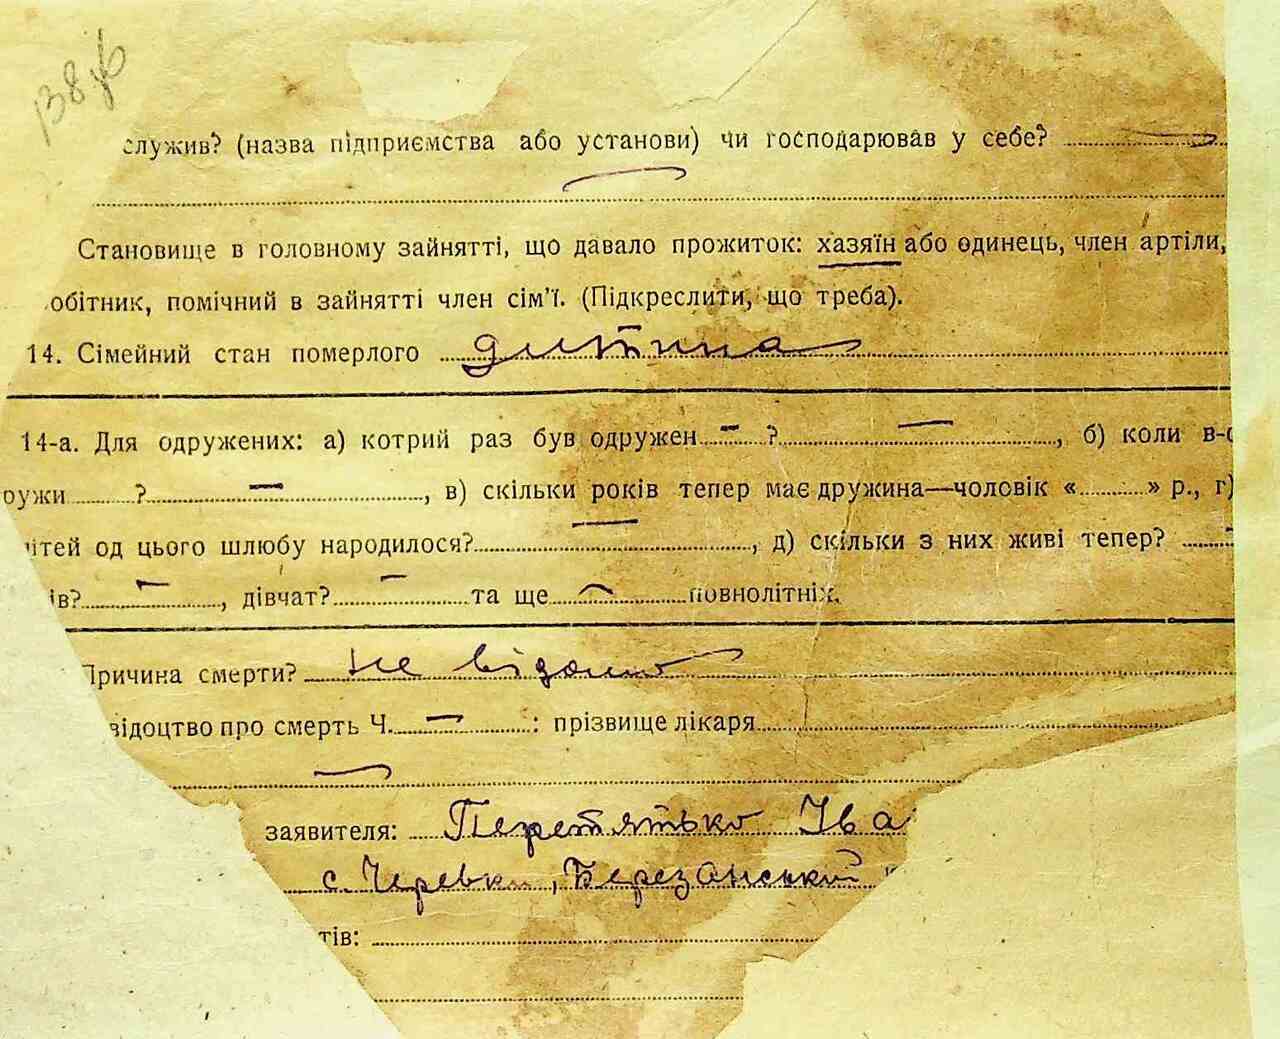 138 зв
служив? (назва підприємства або установи) чи господарював у себе?
Становище в головному зайнятті, що давало прожиток: хазяїн або одинець, член артіли,
обітник, помічний в зайнятті член сім'ї. (Підкреслити, що треба).
14. Сімейний стан померлого дитина
14-а. Для одружених: а) котрий раз був одружен — ? —, б) коли в-о
ружи ? —, в) скільки років тепер має дружина—чоловік « » р., г)
ітей од цього шлюбу народилося? —, д) скільки з них живі тепер? —
ів? —, дівчат? — та ще — повнолітніх.
Причина смерти? не відомо
відоцтво про смерть Ч. — : прізвище лікаря
заявителя: Перетятько Іва
с. Черевки, Березанський
тів: